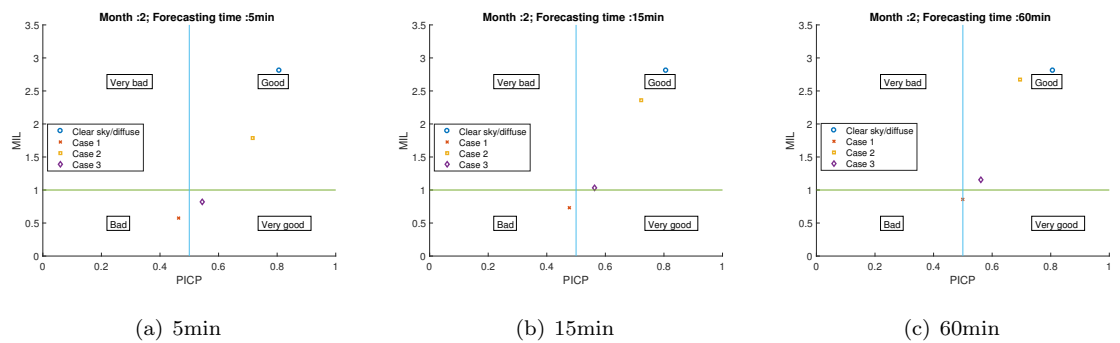 Month :2; Forecasting time :5min
3.5
3
2.5
2
1.5
1
0.5
0
MIL
Very bad
Good
Clear sky/diffuse
Case 1
Case 2
Case 3
Bad
Very good
0
0.2
0.4
0.6
0.8
1
PICP
(a) 5min
Month :2; Forecasting time :15min
3.5
3
2.5
2
1.5
1
0.5
0
MIL
Very bad
Good
Clear sky/diffuse
Case 1
Case 2
Case 3
Bad
Very good
0
0.2
0.4
0.6
0.8
1
PICP
(b) 15min
Month :2; Forecasting time :60min
3.5
3
2.5
2
1.5
1
0.5
0
MIL
Very bad
Good
Clear sky/diffuse
Case 1
Case 2
Case 3
Bad
Very good
0
0.2
0.4
0.6
0.8
1
PICP
(c) 60min